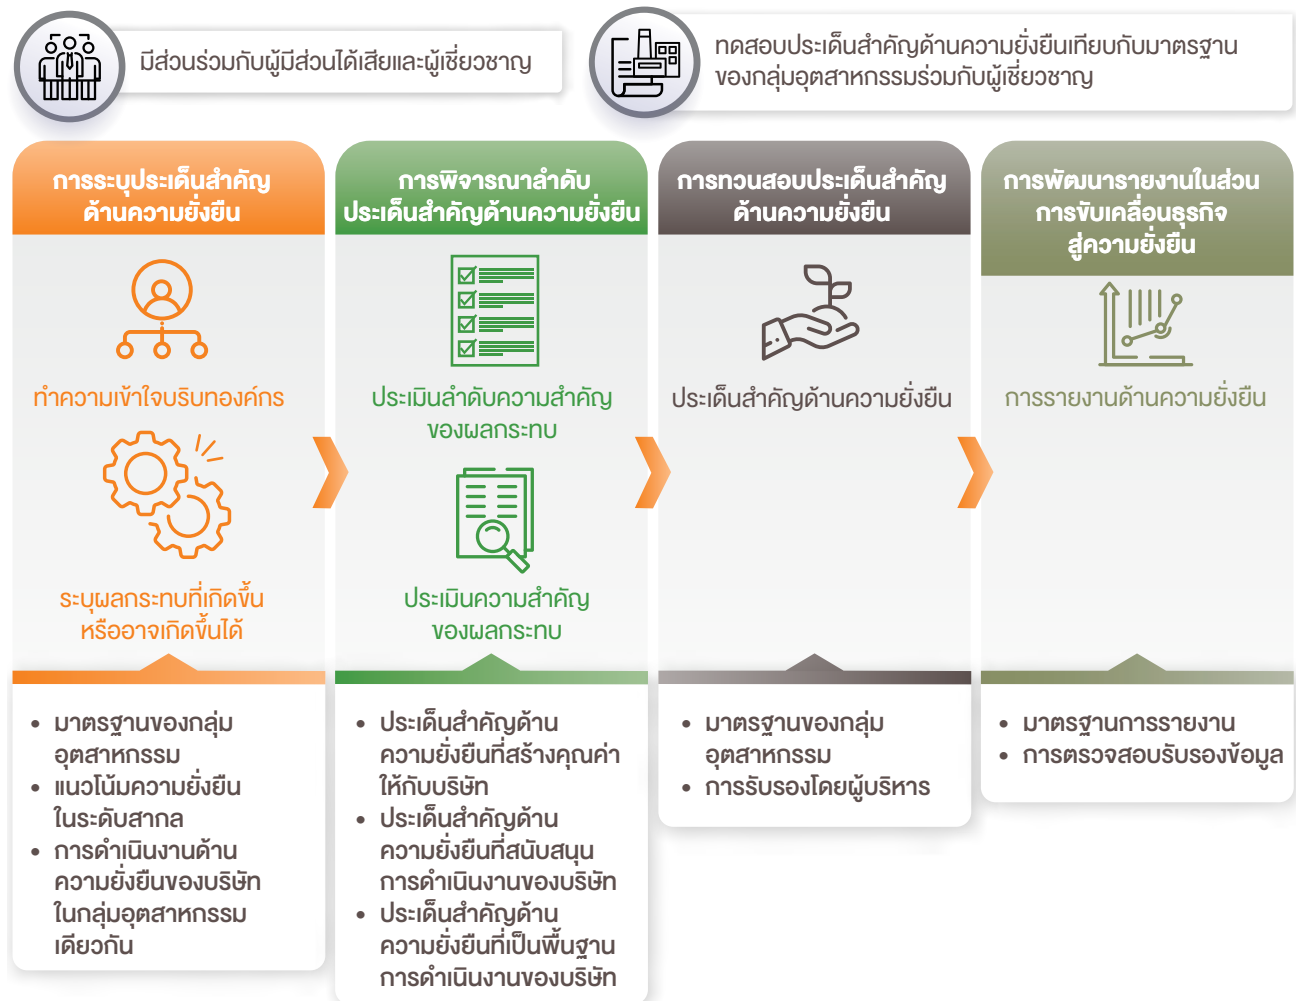 มีส่วนร่วมกับผู้มีส่วนได้เสียและผู้เชี่ยวชาญ
ทดสอบประเด็นสำคัญด้านความยั่งยืนเทียบกับมาตรฐาน
ของกลุ่มอุตสาหกรรมร่วมกับผู้เชี่ยวชาญ
การระบุประเด็นสำคัญ
ด้านความยั่งยืน
ทำความเข้าใจบริบทองค์กร
ระบุผลกระทบที่เกิดขึ้น
หรืออาจเกิดขึ้นได้
• มาตรฐานของกลุ่ม
อุตสาหกรรม
• แนวโน้มความยั่งยืน
ในระดับสากล
• การดำเนินงานด้าน
ความยั่งยืนของบริษัท
ในกลุ่มอุตสาหกรรม
เดียวกัน
การพิจารณาลำดับ
ประเด็นสำคัญด้านความยั่งยืน
ประเมินลำดับความสำคัญ
ของผลกระทบ
ประเมินความสำคัญ
ของผลกระทบ
• ประเด็นสำคัญด้าน
ความยั่งยืนที่สร้างคุณค่า
ให้กับบริษัท
• ประเด็นสำคัญด้าน
ความยั่งยืนที่สนับสนุน
การดำเนินงานของบริษัท
• ประเด็นสำคัญด้าน
ความยั่งยืนที่เป็นพื้นฐาน
การดำเนินงานของบริษัท
การทวนสอบประเด็นสำคัญ
ด้านความยั่งยืน
ประเด็นสำคัญด้านความยั่งยืน
• มาตรฐานของกลุ่ม
อุตสาหกรรม
• การรับรองโดยผู้บริหาร
การพัฒนารายงานในส่วน
การขับเคลื่อนธุรกิจ
สู่ความยั่งยืน
การรายงานด้านความยั่งยืน
• มาตรฐานการรายงาน
• การตรวจสอบรับรองข้อมูล